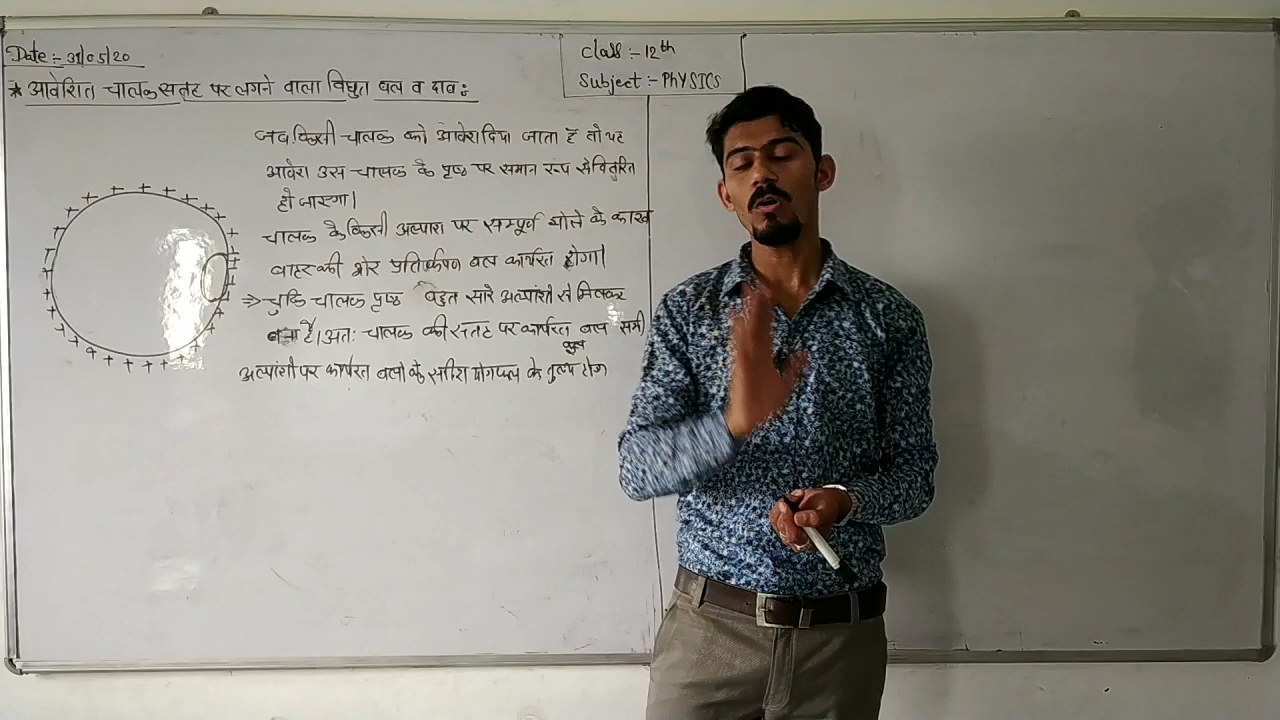 Date:- 31/05/20
Class :- 12th
Subject :- PhYSICS
* आवेशित चालक सतह पर लगने वाला विद्युत बल व दाब :
जब किसी चालक को आवेश दिया जाता है तो यह
आवेश उस चालक के पृष्ठ पर समान रूप से वितरित
हो जाएगा।
चालक के किसी अल्पांश पर सम्पूर्ण गोले के कारण
बाहर की ओर प्रतिकर्षण बल कार्यरत होगा।
⇒ चुकि चालक पृष्ठ बहुत सारे अल्पांशो से मिलकर
बना है। अतः चालक की सतह पर कार्यरत बल सभी
कुल
अल्पांशो पर कार्यरत बलो के सदिश योगफल के तुल्य होगा